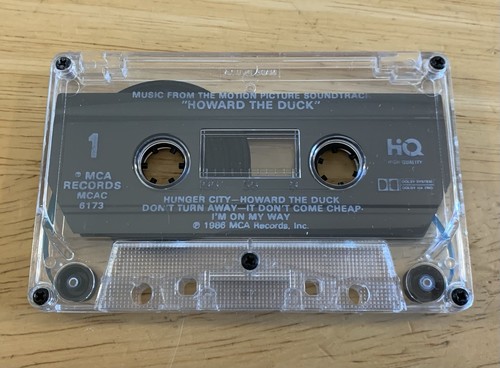 MUSIC FROM THE MOTION PICTURE SOUNDTRACK
"HOWARD THE DUCK"
1
HiQ
HIGH QUALITY
℗ MCA
RECORDS
MCAC
6173
HUNGER CITY—HOWARD THE DUCK
DON'T TURN AWAY—IT DON'T COME CHEAP
I'M ON MY WAY
℗ 1986 MCA Records, Inc.